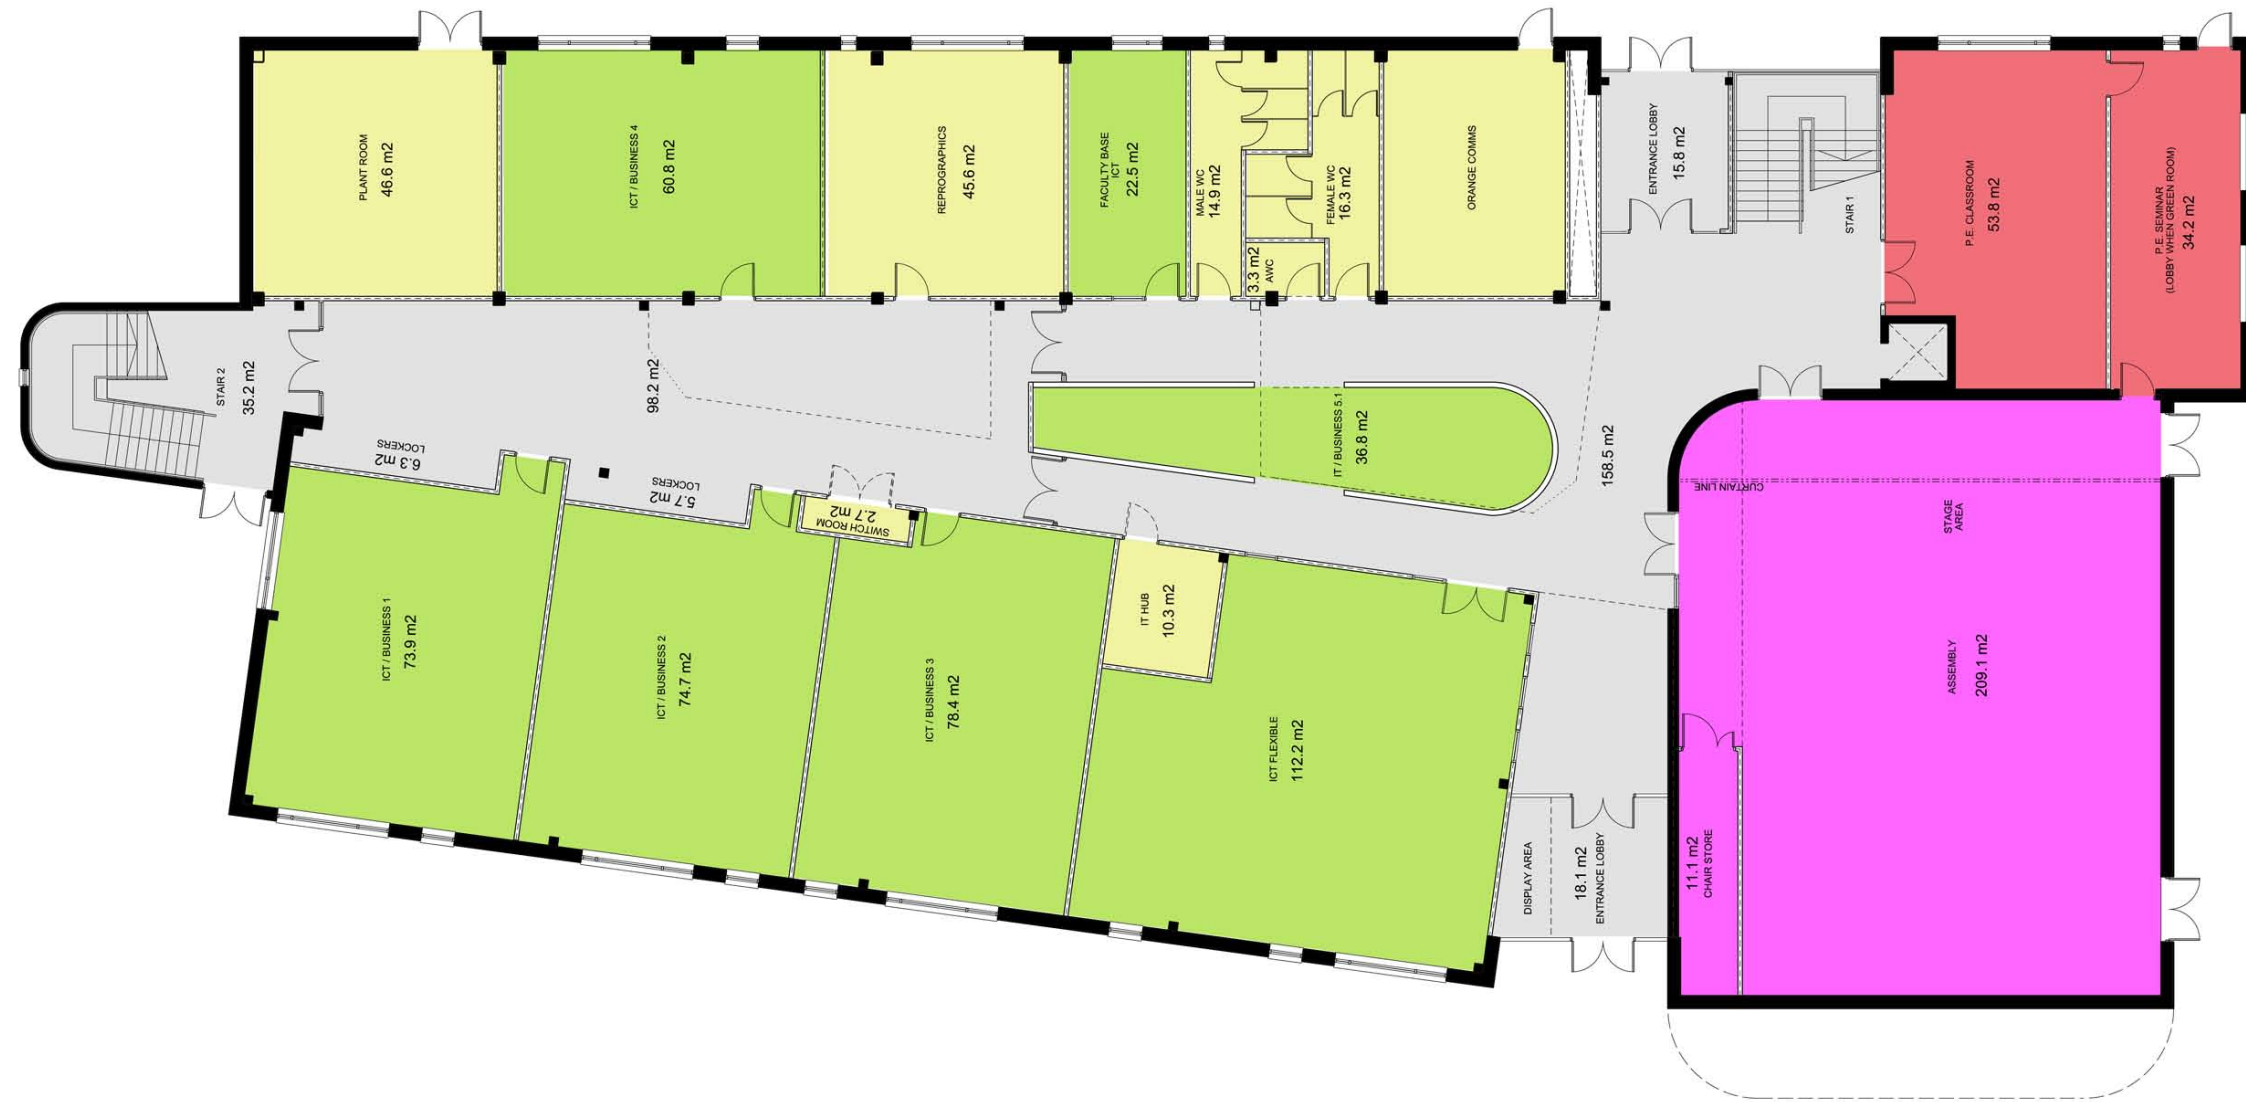 PLANT ROOM
46.6 m2
ICT / BUSINESS 4
60.8 m2
REPROGRAPHICS
45.6 m2
FACULTY BASE
ICT
22.5 m2
MALE WC
14.9 m2
3.3 m2
AWC
FEMALE WC
16.3 m2
ORANGE COMMS
ENTRANCE LOBBY
15.8 m2
STAIR 1
P.E. CLASSROOM
53.8 m2
P.E. SEMINAR
(LOBBY WHEN GREEN ROOM)
34.2 m2
STAIR 2
35.2 m2
98.2 m2
LOCKERS
6.3 m2
LOCKERS
5.7 m2
SWITCH ROOM
2.7 m2
IT / BUSINESS 5.1
36.8 m2
158.5 m2
CURTAIN LINE
STAGE
AREA
ICT / BUSINESS 1
73.9 m2
ICT / BUSINESS 2
74.7 m2
ICT / BUSINESS 3
78.4 m2
IT HUB
10.3 m2
ICT FLEXIBLE
112.2 m2
ASSEMBLY
209.1 m2
DISPLAY AREA
18.1 m2
ENTRANCE LOBBY
11.1 m2
CHAIR STORE